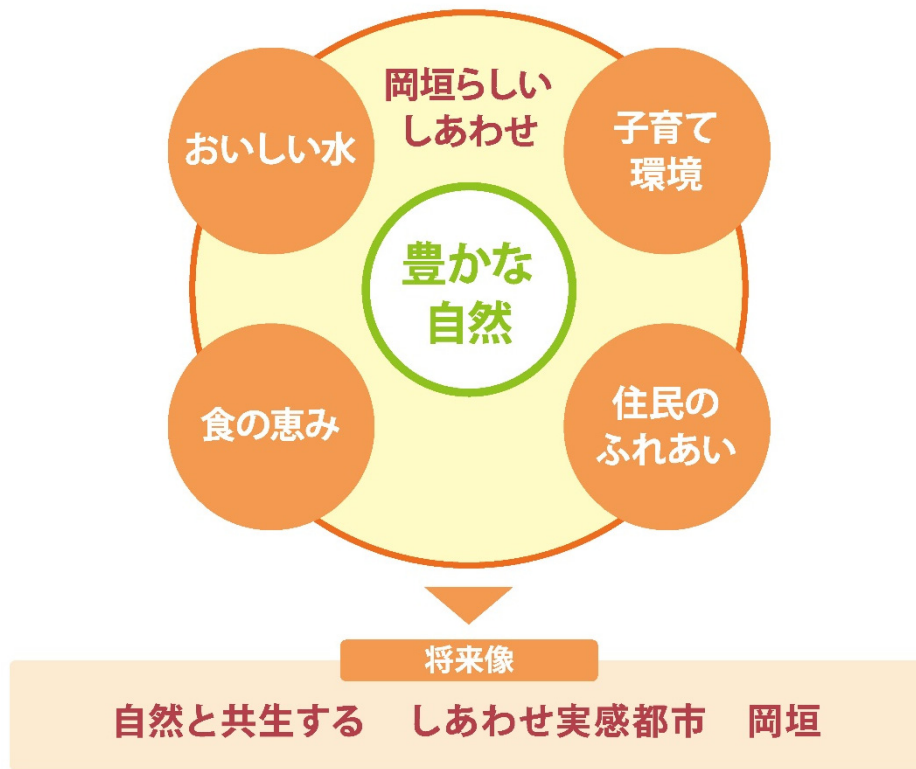 岡垣らしい
しあわせ
おいしい水
子育て
環境
豊かな
自然
食の恵み
住民の
ふれあい
将来像
自然と共生する　しあわせ実感都市　岡垣